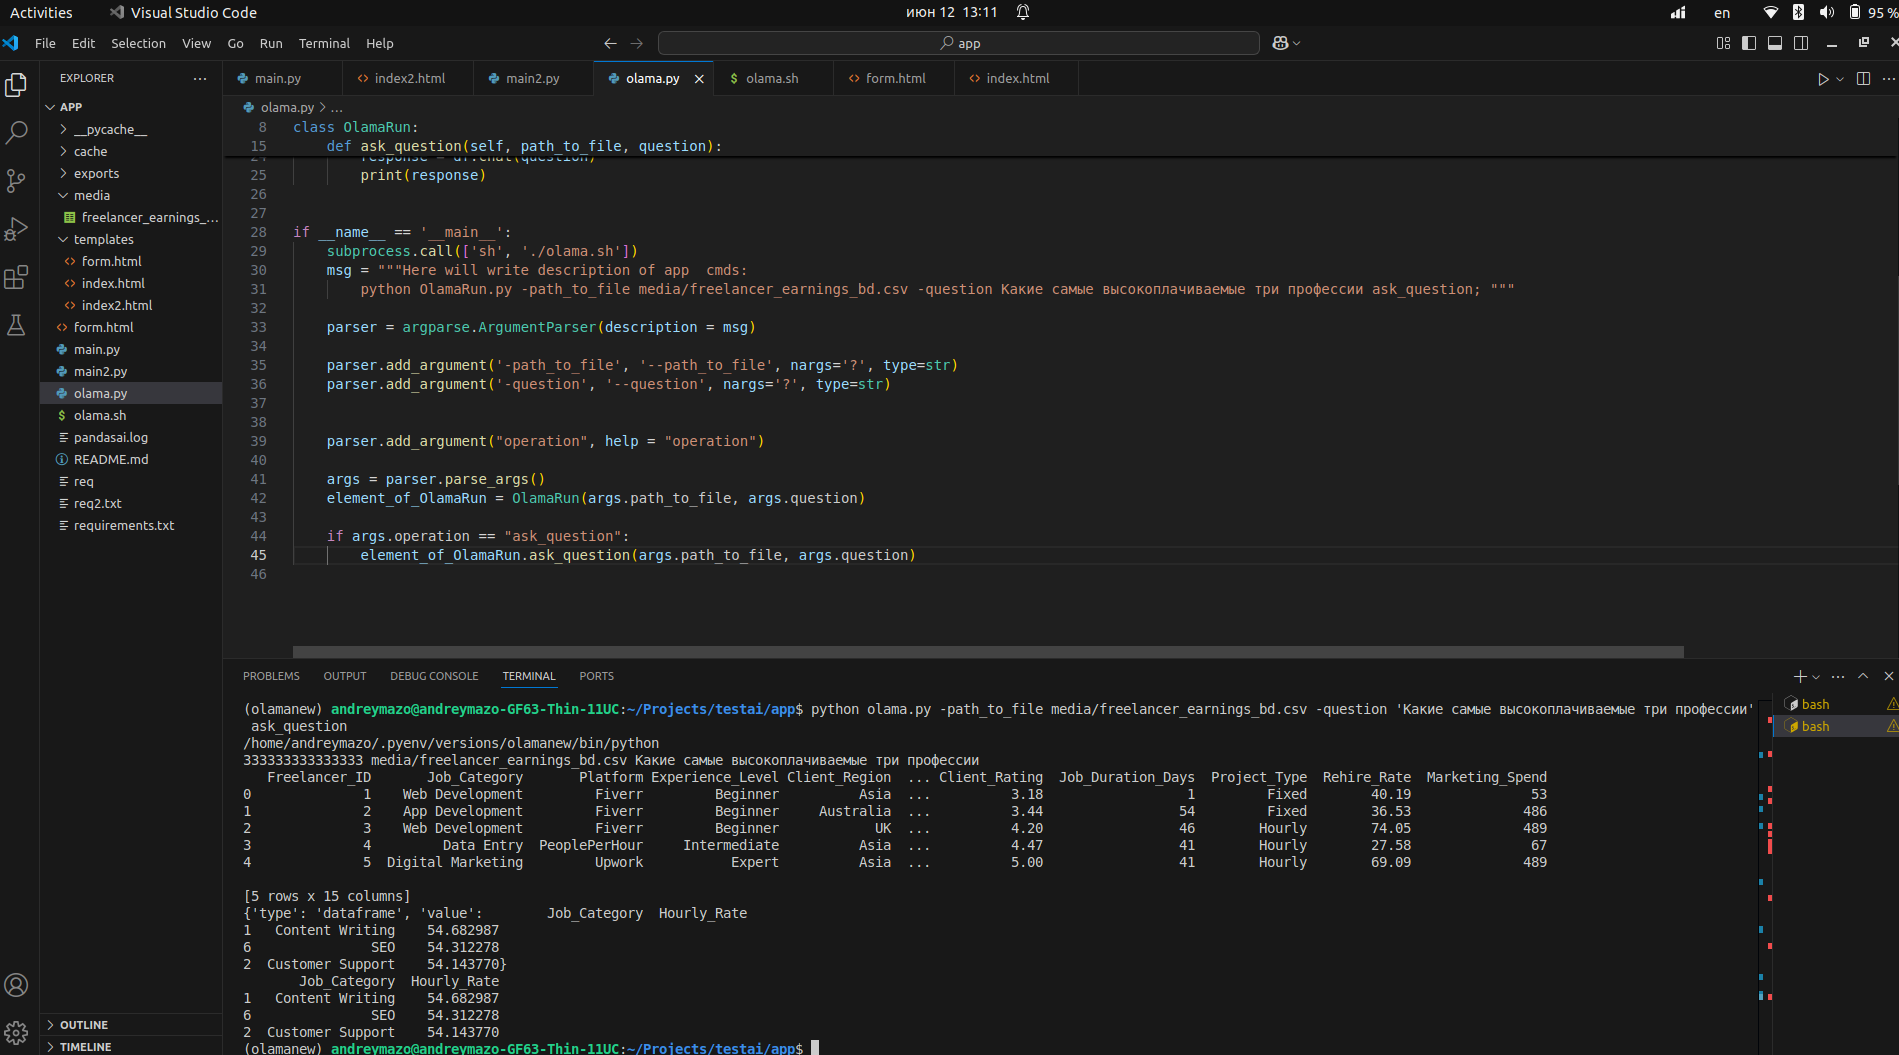 Activities Visual Studio Code июн 12 13:11 en 95 %
File Edit Selection View Go Run Terminal Help app
EXPLORER
APP
__pycache__
cache
exports
media
freelancer_earnings_...
templates
form.html
index.html
index2.html
form.html
main.py
main2.py
olama.py
olama.sh
pandasai.log
README.md
req
req2.txt
requirements.txt
OUTLINE
TIMELINE
main.py index2.html main2.py olama.py olama.sh form.html index.html
olama.py > ...
8 class OlamaRun:
15 def ask_question(self, path_to_file, question):
24 response = df.chat(question)
25 print(response)
26
27
28 if __name__ == '__main__':
29 subprocess.call(['sh', './olama.sh'])
30 msg = """Here will write description of app  cmds:
31 python OlamaRun.py -path_to_file media/freelancer_earnings_bd.csv -question Какие самые высокоплачиваемые три профессии ask_question; """
32
33 parser = argparse.ArgumentParser(description = msg)
34
35 parser.add_argument('-path_to_file', '--path_to_file', nargs='?', type=str)
36 parser.add_argument('-question', '--question', nargs='?', type=str)
37
38
39 parser.add_argument("operation", help = "operation")
40
41 args = parser.parse_args()
42 element_of_OlamaRun = OlamaRun(args.path_to_file, args.question)
43
44 if args.operation == "ask_question":
45 element_of_OlamaRun.ask_question(args.path_to_file, args.question)
46
PROBLEMS OUTPUT DEBUG CONSOLE TERMINAL PORTS
bash
bash
(olamanew) andreymazo@andreymazo-GF63-Thin-11UC:~/Projects/testai/app$ python olama.py -path_to_file media/freelancer_earnings_bd.csv -question 'Какие самые высокоплачиваемые три профессии'
ask_question
/home/andreymazo/.pyenv/versions/olamanew/bin/python
333333333333333 media/freelancer_earnings_bd.csv Какие самые высокоплачиваемые три профессии
Freelancer_ID Job_Category Platform Experience_Level Client_Region ... Client_Rating Job_Duration_Days Project_Type Rehire_Rate Marketing_Spend
0 1 Web Development Fiverr Beginner Asia ... 3.18 1 Fixed 40.19 53
1 2 App Development Fiverr Beginner Australia ... 3.44 54 Fixed 36.53 486
2 3 Web Development Fiverr Beginner UK ... 4.20 46 Hourly 74.05 489
3 4 Data Entry PeoplePerHour Intermediate Asia ... 4.47 41 Hourly 27.58 67
4 5 Digital Marketing Upwork Expert Asia ... 5.00 41 Hourly 69.09 489
[5 rows x 15 columns]
{'type': 'dataframe', 'value': Job_Category Hourly_Rate
1 Content Writing 54.682987
6 SEO 54.312278
2 Customer Support 54.143770}
Job_Category Hourly_Rate
1 Content Writing 54.682987
6 SEO 54.312278
2 Customer Support 54.143770
(olamanew) andreymazo@andreymazo-GF63-Thin-11UC:~/Projects/testai/app$